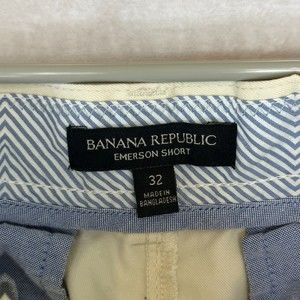 BANANA REPUBLIC
EMERSON SHORT
32
MADE IN
BANGLADESH